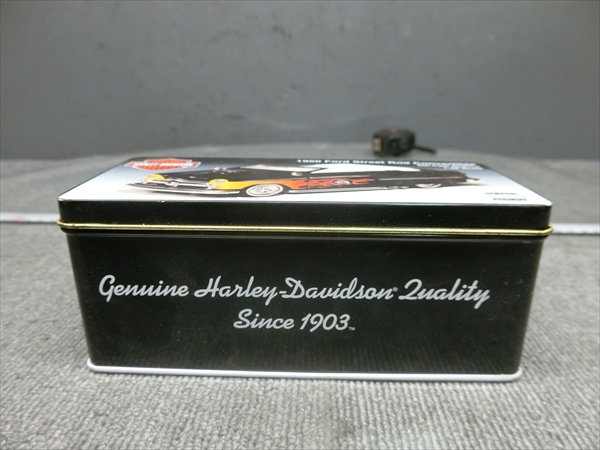 1950 Ford Street Rod
Genuine Harley-Davidson® Quality
Since 1903™